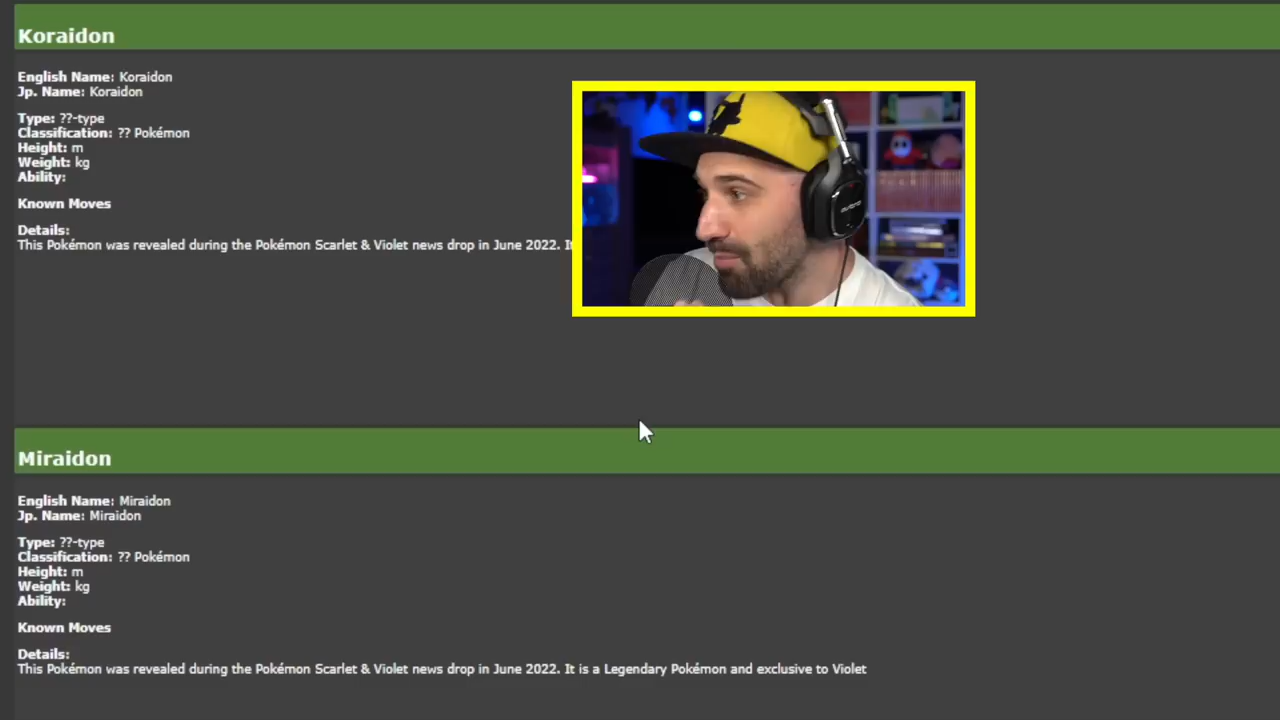 Koraidon
English Name: Koraidon
Jp. Name: Koraidon
Type: ??-type
Classification: ?? Pokémon
Height: m
Weight: kg
Ability:
Known Moves
Details:
This Pokémon was revealed during the Pokémon Scarlet & Violet news drop in June 2022.
Miraidon
English Name: Miraidon
Jp. Name: Miraidon
Type: ??-type
Classification: ?? Pokémon
Height: m
Weight: kg
Ability:
Known Moves
Details:
This Pokémon was revealed during the Pokémon Scarlet & Violet news drop in June 2022. It is a Legendary Pokémon and exclusive to Violet